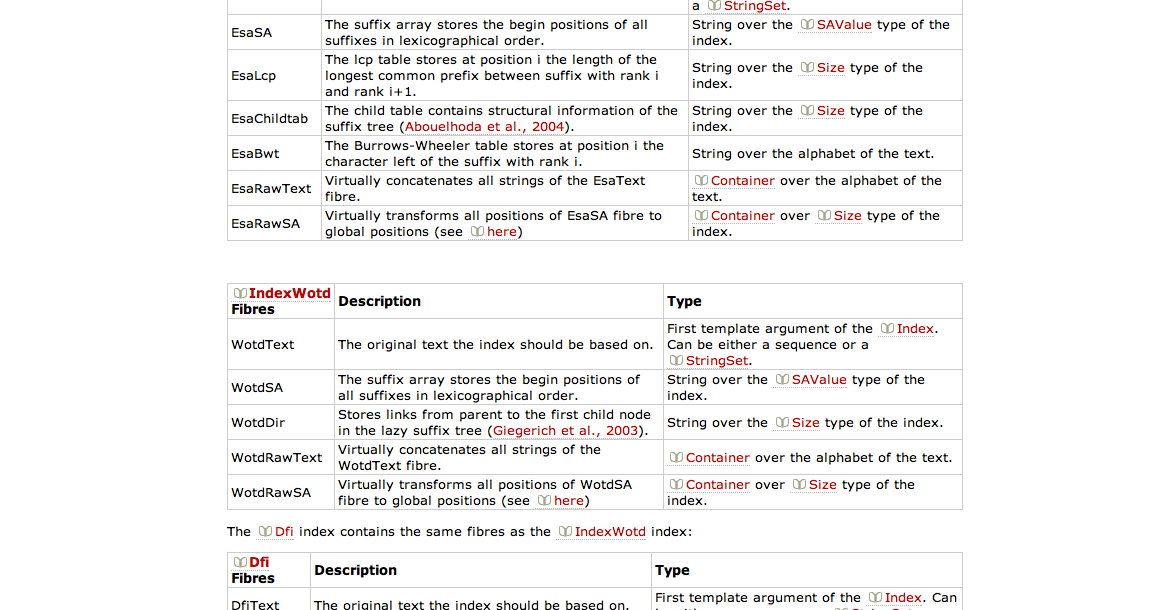 a StringSet.
EsaSA
The suffix array stores the begin positions of all
suffixes in lexicographical order.
String over the SAValue type of the
index.
EsaLcp
The lcp table stores at position i the length of the
longest common prefix between suffix with rank i
and rank i+1.
String over the Size type of the
index.
EsaChildtab
The child table contains structural information of the
suffix tree (Abouelhoda et al., 2004).
String over the Size type of the
index.
EsaBwt
The Burrows-Wheeler table stores at position i the
character left of the suffix with rank i.
String over the alphabet of the text.
EsaRawText
Virtually concatenates all strings of the EsaText
fibre.
Container over the alphabet of the
text.
EsaRawSA
Virtually transforms all positions of EsaSA fibre to
global positions (see here)
Container over Size type of the
index.
IndexWotd
Fibres
Description
Type
WotdText
The original text the index should be based on.
First template argument of the Index.
Can be either a sequence or a
StringSet.
WotdSA
The suffix array stores the begin positions of
all suffixes in lexicographical order.
String over the SAValue type of the
index.
WotdDir
Stores links from parent to the first child node
in the lazy suffix tree (Giegerich et al., 2003).
String over the Size type of the index.
WotdRawText
Virtually concatenates all strings of the
WotdText fibre.
Container over the alphabet of the text.
WotdRawSA
Virtually transforms all positions of WotdSA
fibre to global positions (see here)
Container over Size type of the
index.
The Dfi index contains the same fibres as the IndexWotd index:
Dfi
Fibres
Description
Type
DfiText
The original text the index should be based on.
First template argument of the Index. Can